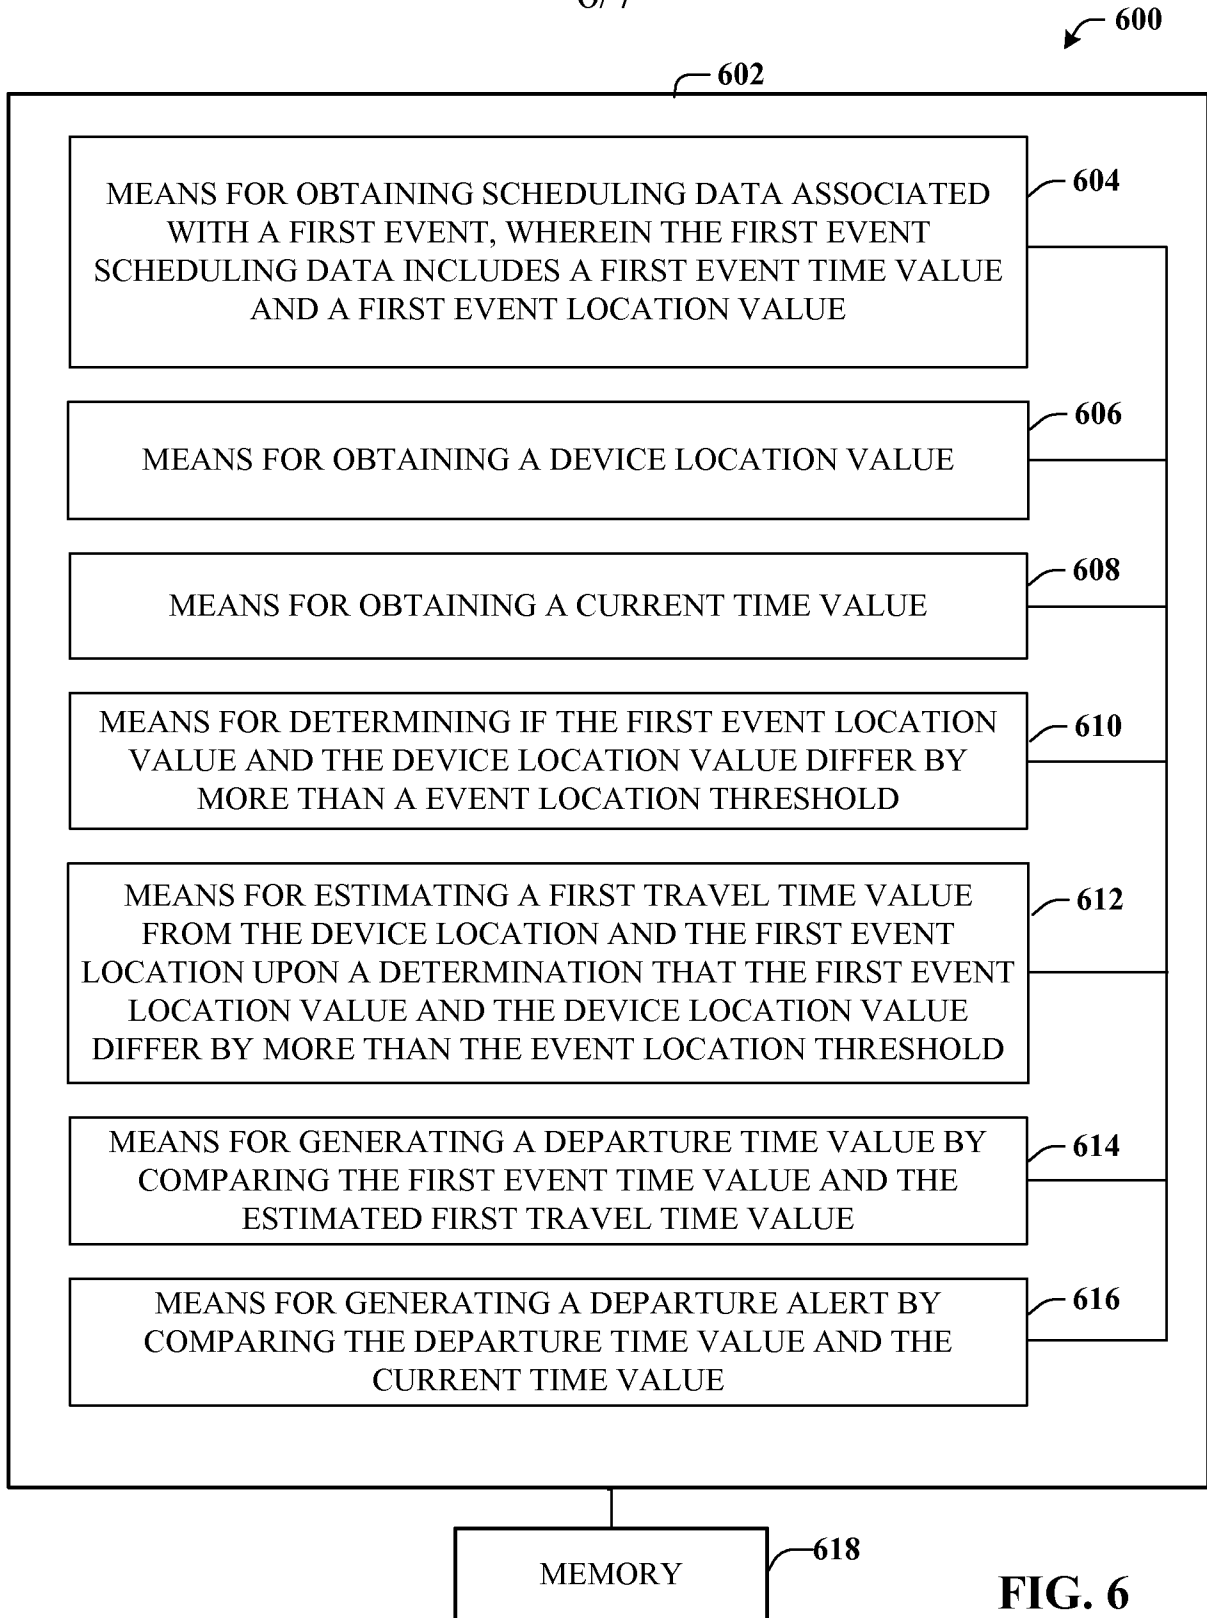 600
602
MEANS FOR OBTAINING SCHEDULING DATA ASSOCIATED
WITH A FIRST EVENT, WHEREIN THE FIRST EVENT
SCHEDULING DATA INCLUDES A FIRST EVENT TIME VALUE
AND A FIRST EVENT LOCATION VALUE
604
MEANS FOR OBTAINING A DEVICE LOCATION VALUE
606
MEANS FOR OBTAINING A CURRENT TIME VALUE
608
MEANS FOR DETERMINING IF THE FIRST EVENT LOCATION
VALUE AND THE DEVICE LOCATION VALUE DIFFER BY
MORE THAN A EVENT LOCATION THRESHOLD
610
MEANS FOR ESTIMATING A FIRST TRAVEL TIME VALUE
FROM THE DEVICE LOCATION AND THE FIRST EVENT
LOCATION UPON A DETERMINATION THAT THE FIRST EVENT
LOCATION VALUE AND THE DEVICE LOCATION VALUE
DIFFER BY MORE THAN THE EVENT LOCATION THRESHOLD
612
MEANS FOR GENERATING A DEPARTURE TIME VALUE BY
COMPARING THE FIRST EVENT TIME VALUE AND THE
ESTIMATED FIRST TRAVEL TIME VALUE
614
MEANS FOR GENERATING A DEPARTURE ALERT BY
COMPARING THE DEPARTURE TIME VALUE AND THE
CURRENT TIME VALUE
616
MEMORY
618
FIG. 6